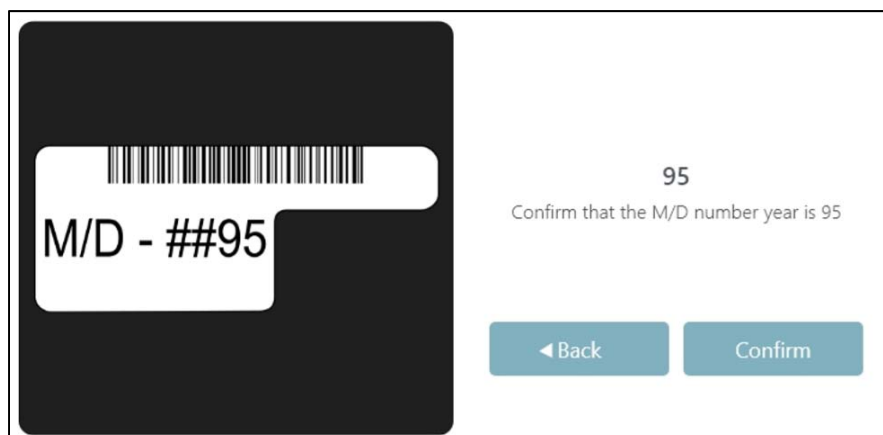 M/D - ##95
95
Confirm that the M/D number year is 95
◀Back
Confirm